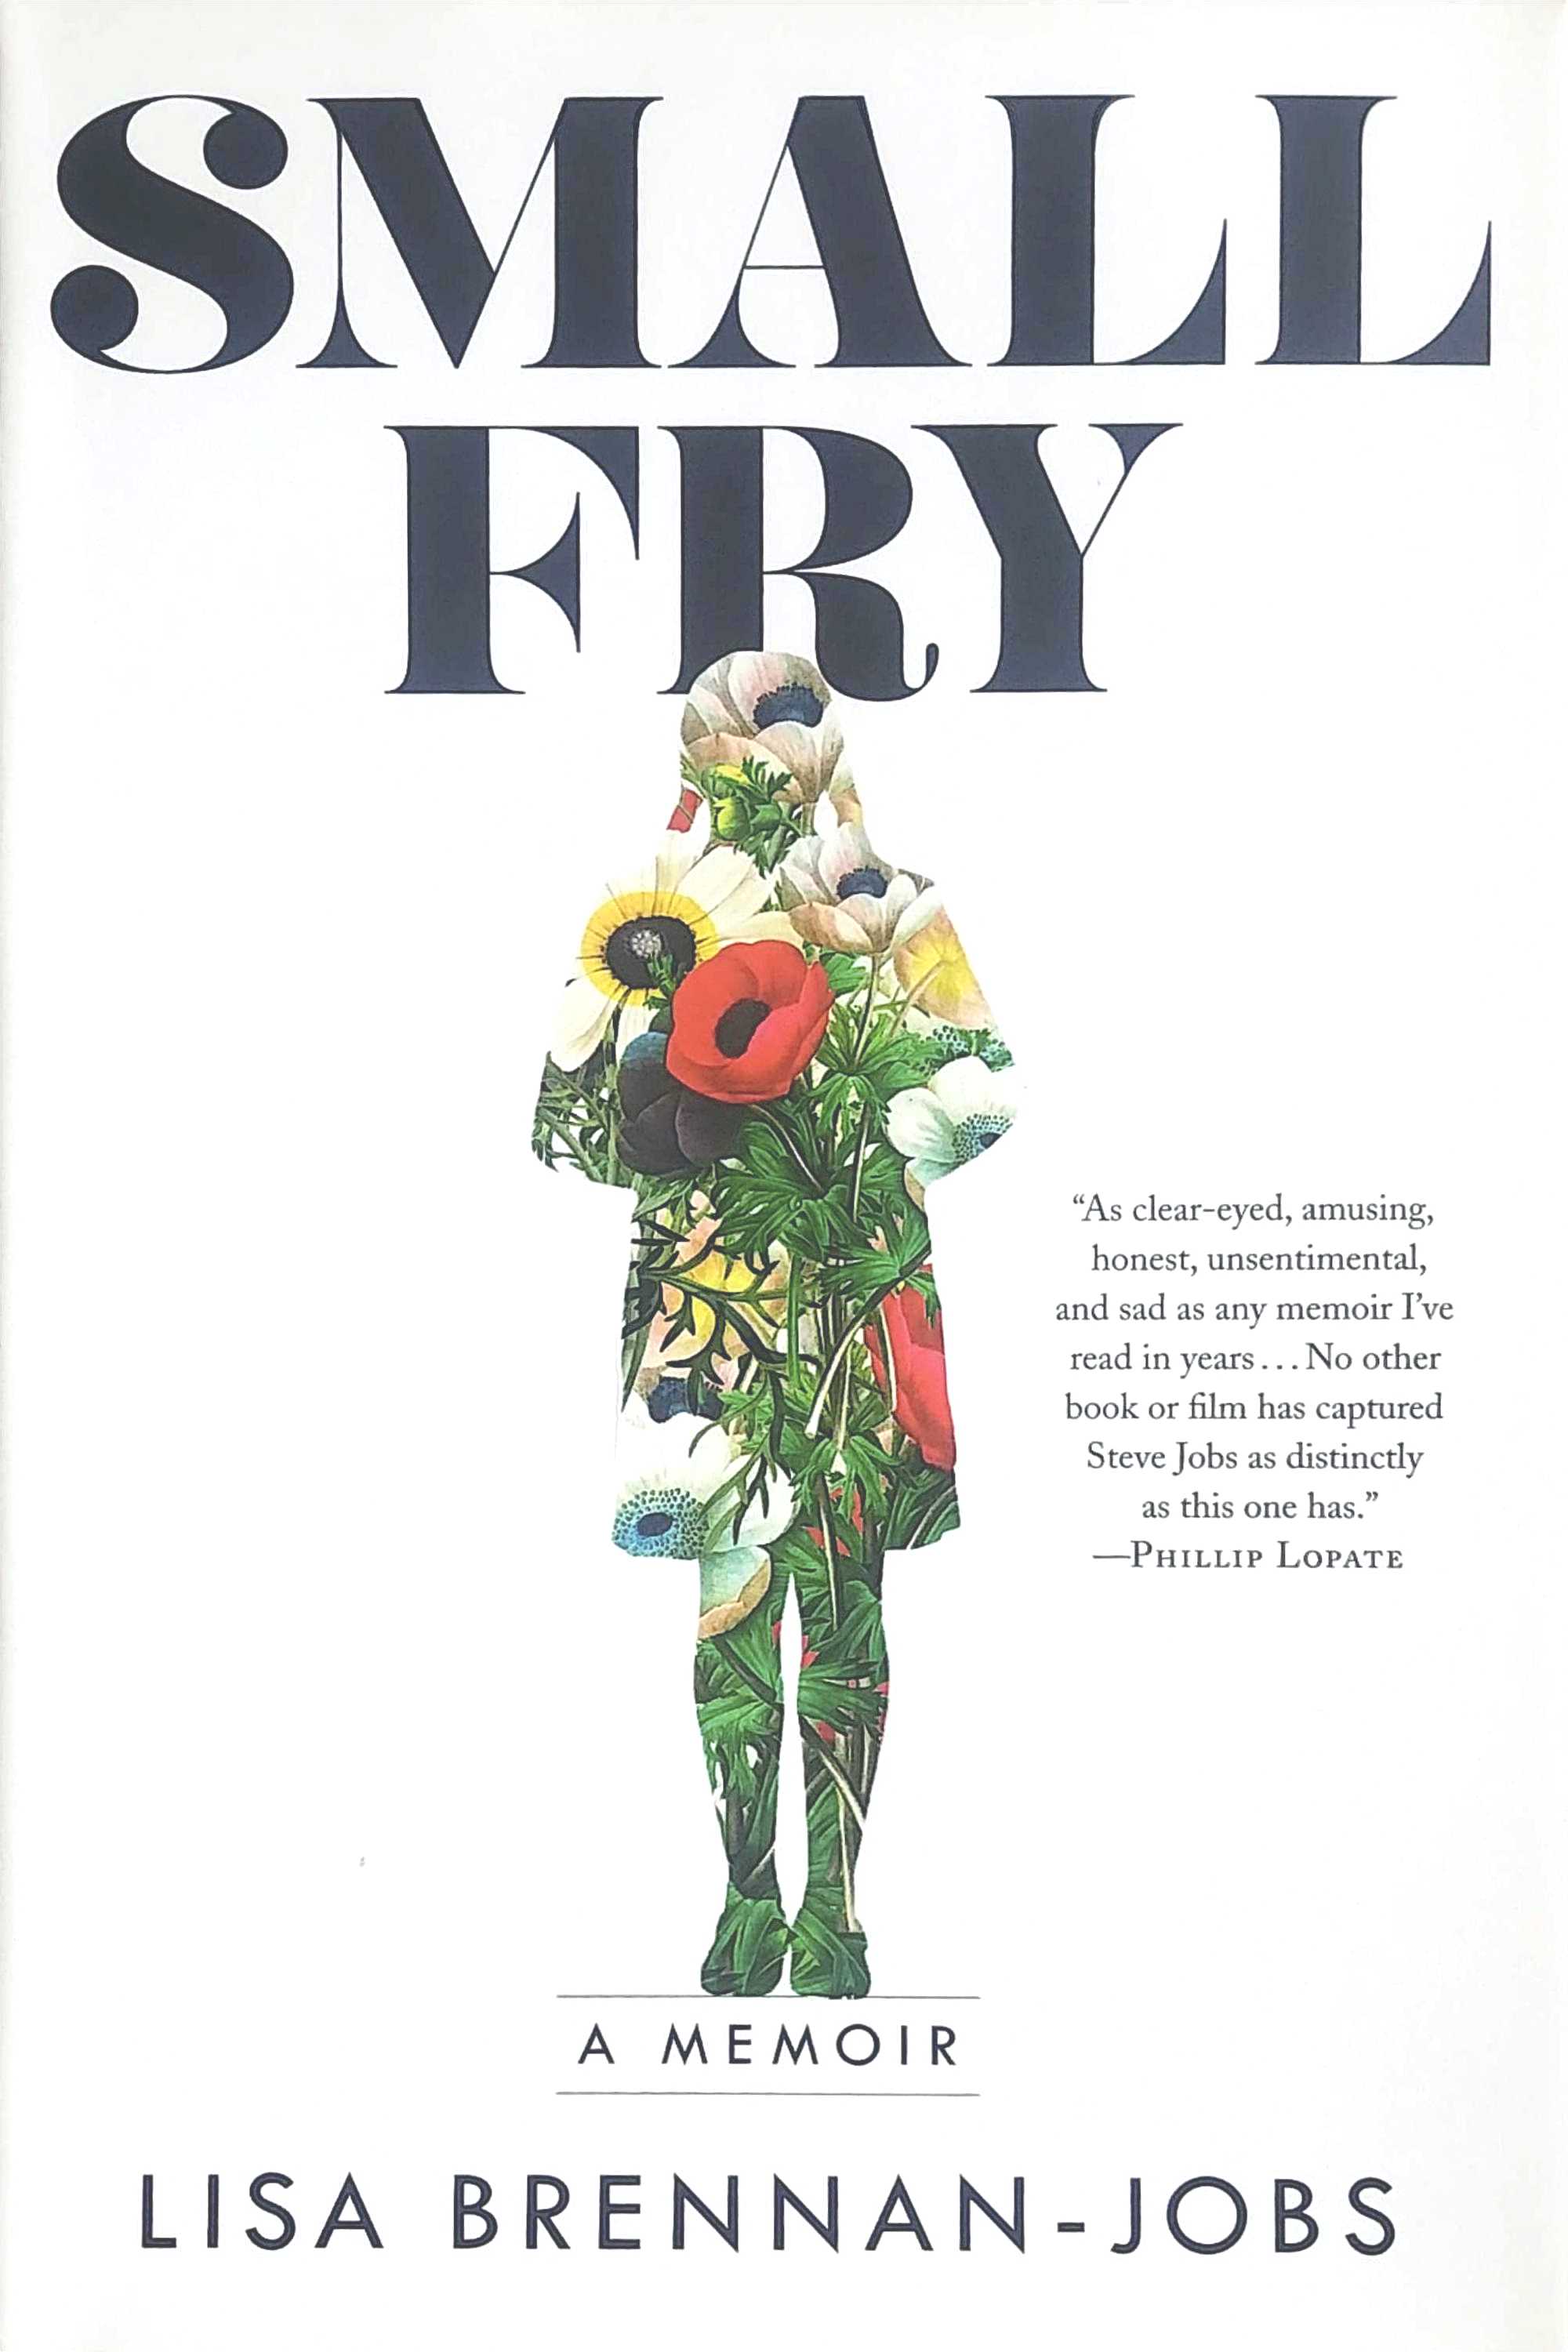 SMALL
FRY
“As clear-eyed, amusing,
honest, unsentimental,
and sad as any memoir I’ve
read in years...No other
book or film has captured
Steve Jobs as distinctly
as this one has.”
—PHILLIP LOPATE
A MEMOIR
LISA BRENNAN-JOBS